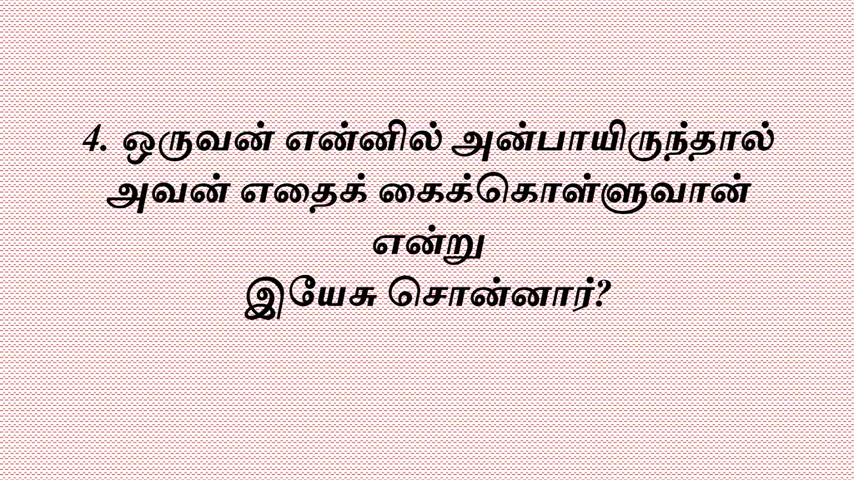 4. ஒருவன் என்னில் அன்பாயிருந்தால்
அவன் எதைக் கைக்கொள்ளுவான்
என்று
இயேசு சொன்னார்?